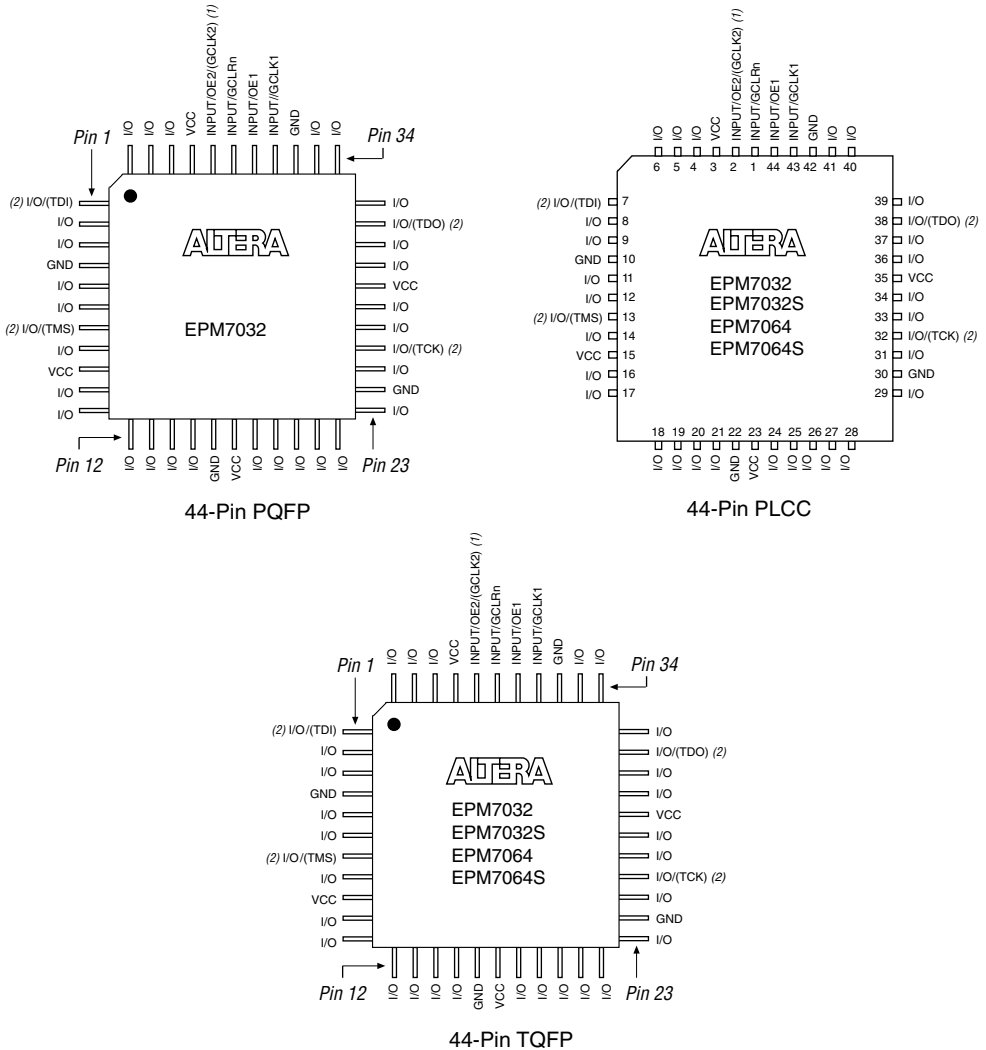 I/O
I/O
I/O
VCC
INPUT/OE2/(GCLK2) (1)
INPUT/GCLRn
INPUT/OE1
INPUT//GCLK1
GND
I/O
I/O
Pin 1
Pin 34
(2) I/O/(TDI)
I/O
I/O
GND
I/O
I/O
(2) I/O/(TMS)
I/O
VCC
I/O
I/O
ALTERA
EPM7032
I/O
I/O/(TDO) (2)
I/O
I/O
VCC
I/O
I/O
I/O/(TCK) (2)
I/O
GND
I/O
Pin 12
Pin 23
I/O
I/O
I/O
I/O
GND
VCC
I/O
I/O
I/O
I/O
I/O
44-Pin PQFP
I/O
I/O
I/O
VCC
INPUT/OE2/(GCLK2) (1)
INPUT/GCLRn
INPUT/OE1
INPUT/GCLK1
GND
I/O
I/O
6 5 4 3 2 1 44 43 42 41 40
(2) I/O/(TDI) 7
I/O 8
I/O 9
GND 10
I/O 11
I/O 12
(2) I/O/(TMS) 13
I/O 14
VCC 15
I/O 16
I/O 17
ALTERA
EPM7032
EPM7032S
EPM7064
EPM7064S
39 I/O
38 I/O/(TDO) (2)
37 I/O
36 I/O
35 VCC
34 I/O
33 I/O
32 I/O/(TCK) (2)
31 I/O
30 GND
29 I/O
18 19 20 21 22 23 24 25 26 27 28
I/O
I/O
I/O
I/O
GND
VCC
I/O
I/O
I/O
I/O
I/O
44-Pin PLCC
I/O
I/O
I/O
VCC
INPUT/OE2/(GCLK2) (1)
INPUT/GCLRn
INPUT/OE1
INPUT/GCLK1
GND
I/O
I/O
Pin 1
Pin 34
(2) I/O/(TDI)
I/O
I/O
GND
I/O
I/O
(2) I/O/(TMS)
I/O
VCC
I/O
I/O
ALTERA
EPM7032
EPM7032S
EPM7064
EPM7064S
I/O
I/O/(TDO) (2)
I/O
I/O
VCC
I/O
I/O
I/O/(TCK) (2)
I/O
GND
I/O
Pin 12
Pin 23
I/O
I/O
I/O
I/O
GND
VCC
I/O
I/O
I/O
I/O
I/O
44-Pin TQFP